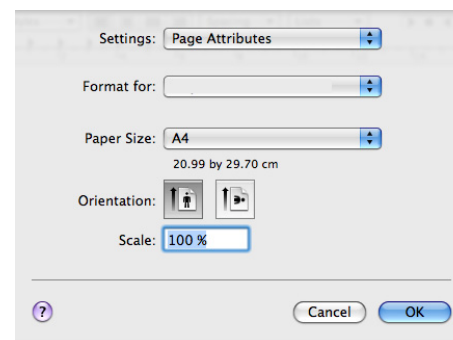 Settings: Page Attributes
Format for:
Paper Size: A4
20.99 by 29.70 cm
Orientation:
Scale: 100 %
? Cancel OK